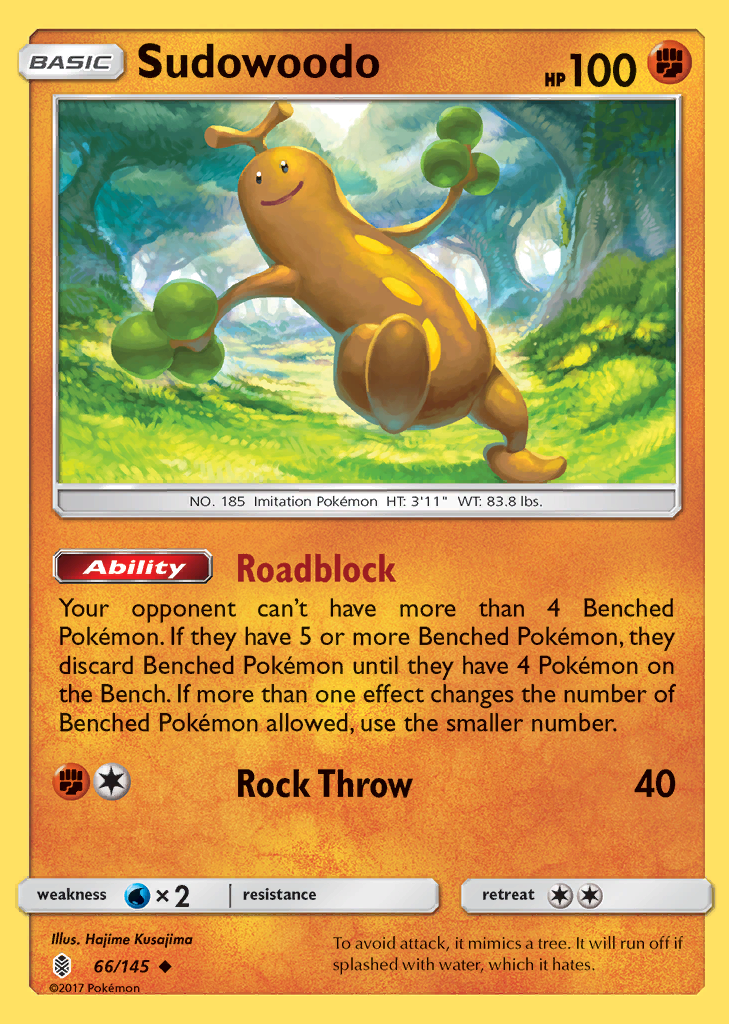 BASIC Sudowoodo HP 100
NO. 185 Imitation Pokémon HT: 3'11" WT: 83.8 lbs.
Ability Roadblock
Your opponent can't have more than 4 Benched
Pokémon. If they have 5 or more Benched Pokémon, they
discard Benched Pokémon until they have 4 Pokémon on
the Bench. If more than one effect changes the number of
Benched Pokémon allowed, use the smaller number.
Rock Throw 40
weakness × 2 resistance retreat
Illus. Hajime Kusajima
66/145
©2017 Pokémon
To avoid attack, it mimics a tree. It will run off if
splashed with water, which it hates.